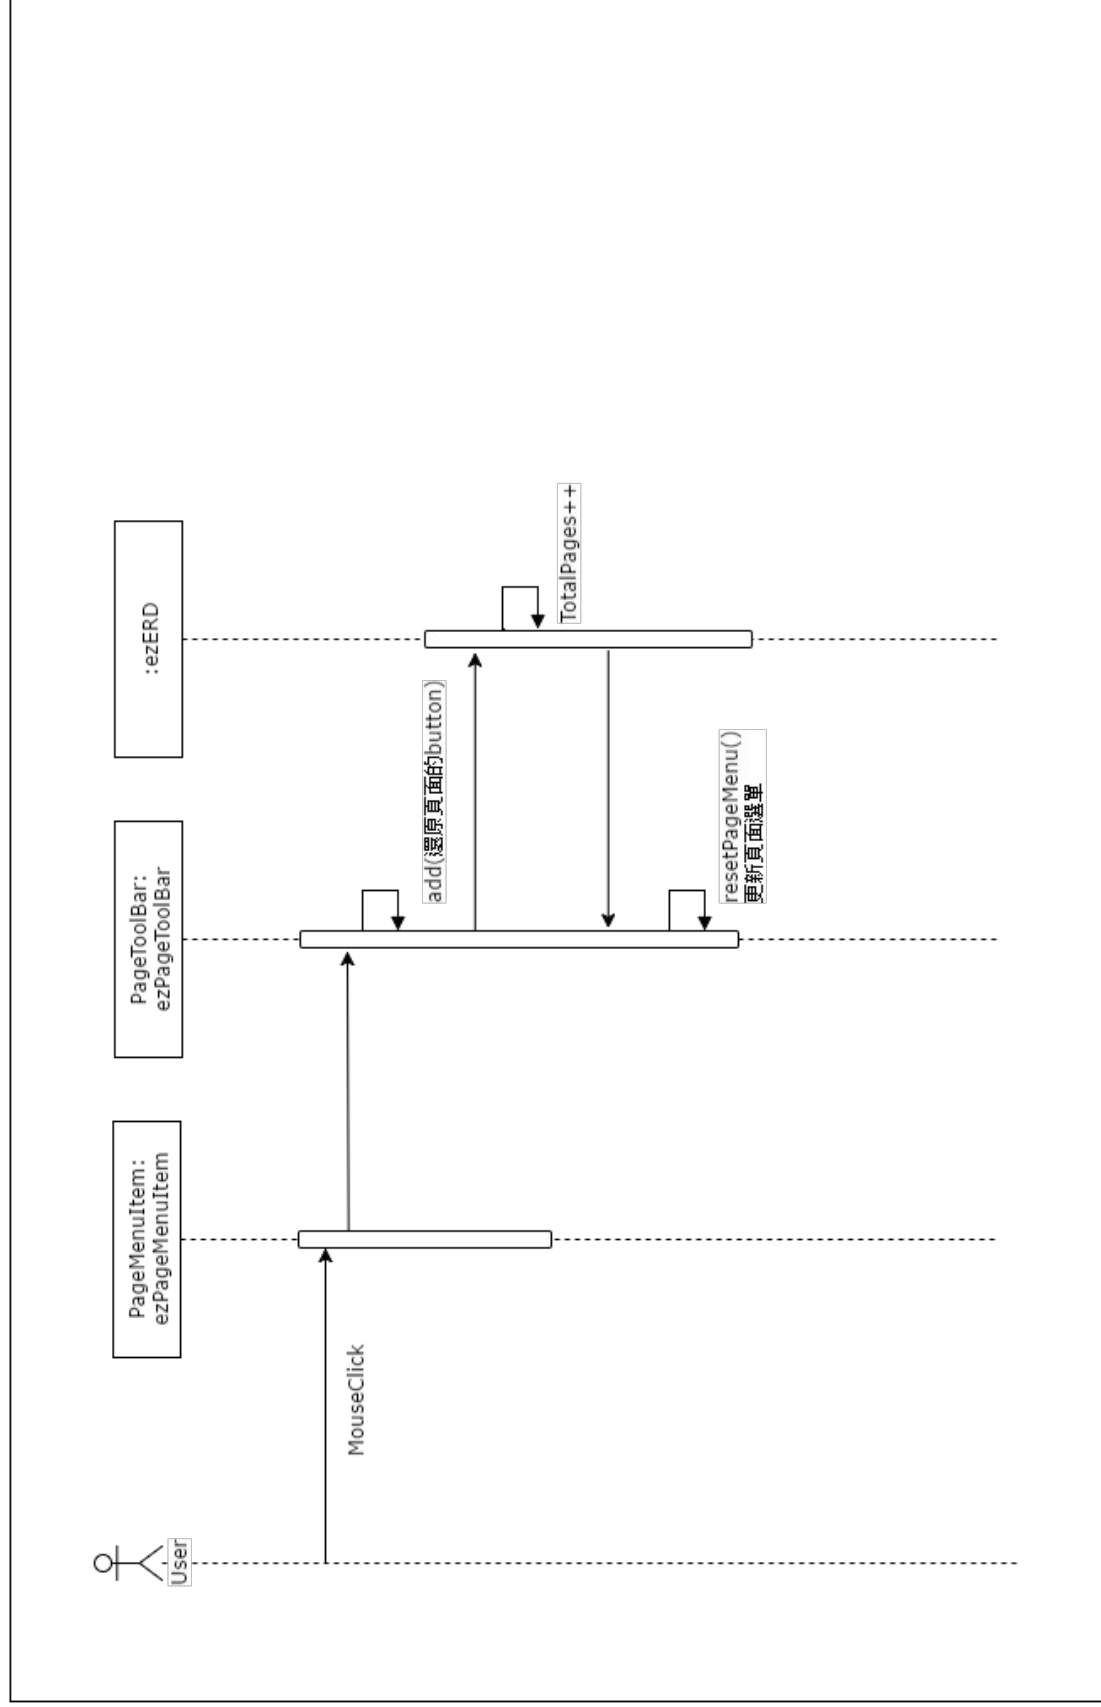 User
PageMenuItem:
ezPageMenuItem
PageToolBar:
ezPageToolBar
:ezERD
MouseClick
add(還原頁面的button)
TotalPages++
resetPageMenu()
更新頁面選單